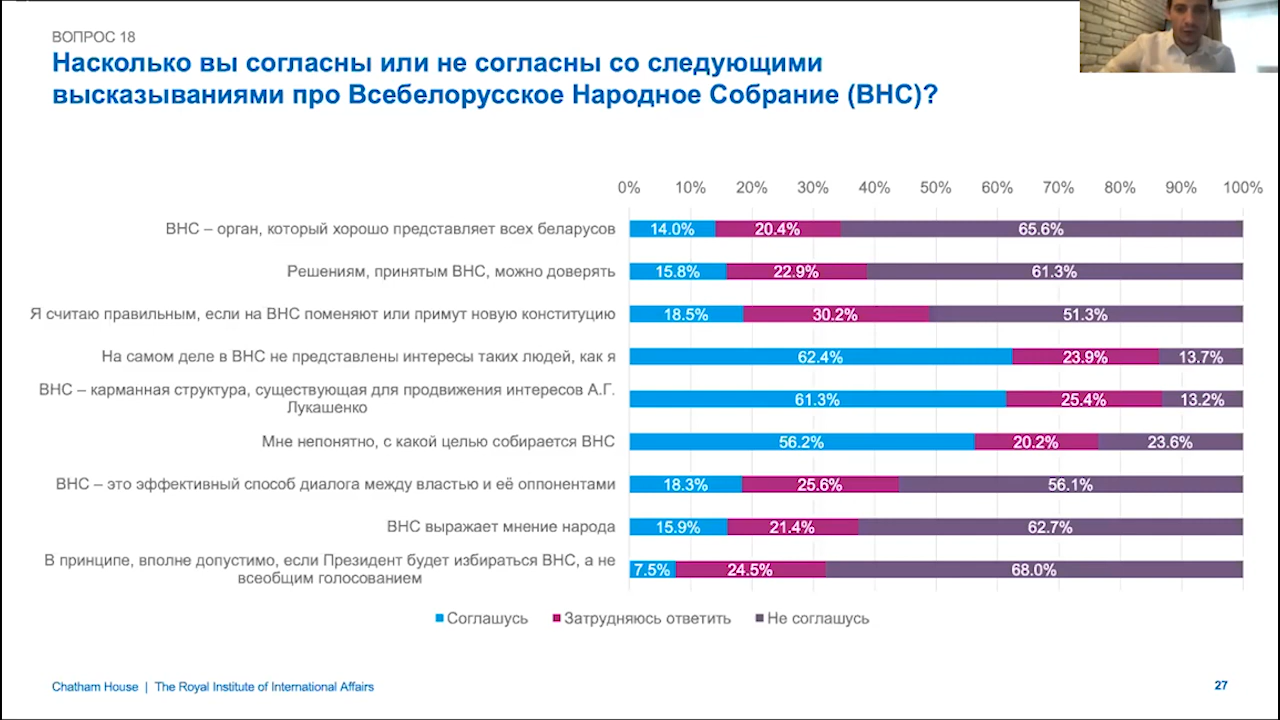 ВОПРОС 18
Насколько вы согласны или не согласны со следующими
высказываниями про Всебелорусское Народное Собрание (ВНС)?
0% 10% 20% 30% 40% 50% 60% 70% 80% 90% 100%
ВНС – орган, который хорошо представляет всех беларусов 14.0% 20.4% 65.6%
Решениям, принятым ВНС, можно доверять 15.8% 22.9% 61.3%
Я считаю правильным, если на ВНС поменяют или примут новую конституцию 18.5% 30.2% 51.3%
На самом деле в ВНС не представлены интересы таких людей, как я 62.4% 23.9% 13.7%
ВНС – карманная структура, существующая для продвижения интересов А.Г.
Лукашенко 61.3% 25.4% 13.2%
Мне непонятно, с какой целью собирается ВНС 56.2% 20.2% 23.6%
ВНС – это эффективный способ диалога между властью и её оппонентами 18.3% 25.6% 56.1%
ВНС выражает мнение народа 15.9% 21.4% 62.7%
В принципе, вполне допустимо, если Президент будет избираться ВНС, а не
всеобщим голосованием 7.5% 24.5% 68.0%
Соглашусь Затрудняюсь ответить Не соглашусь
Chatham House | The Royal Institute of International Affairs
27